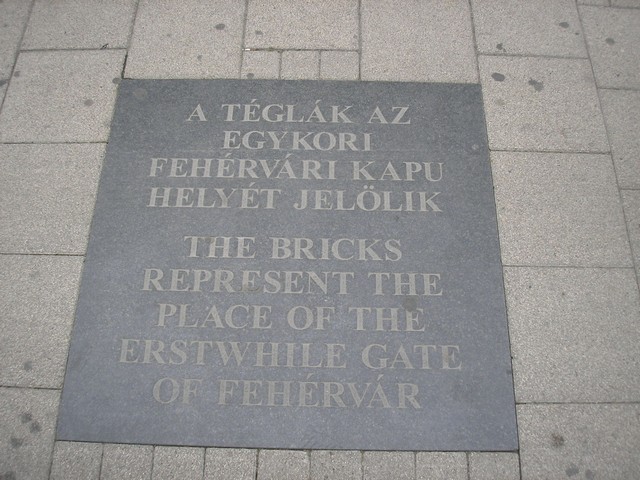 A TÉGLÁK AZ
EGYKORI
FEHÉRVÁRI KAPU
HELYÉT JELÖLIK
THE BRICKS
REPRESENT THE
PLACE OF THE
ERSTWHILE GATE
OF FEHÉRVÁR